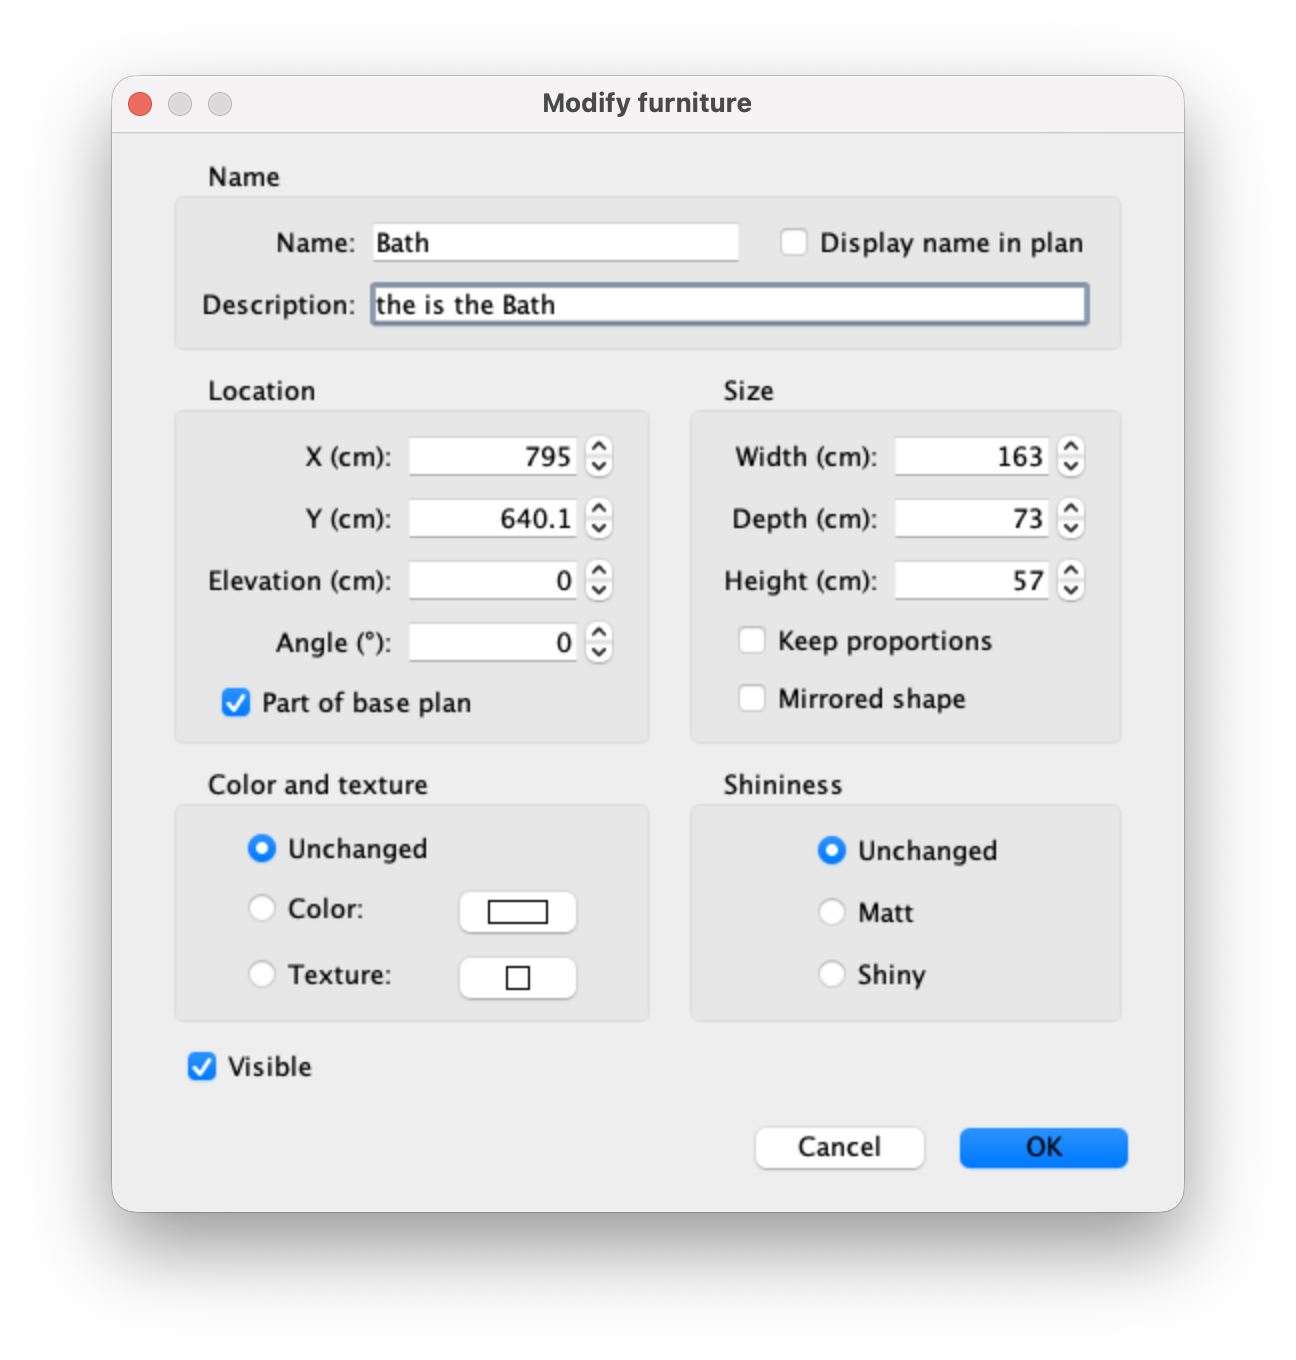 Modify furniture
Name
Name: Bath Display name in plan
Description: the is the Bath
Location Size
X (cm): 795 Width (cm): 163
Y (cm): 640.1 Depth (cm): 73
Elevation (cm): 0 Height (cm): 57
Angle (°): 0 Keep proportions
Part of base plan Mirrored shape
Color and texture Shininess
Unchanged Unchanged
Color: Matt
Texture: Shiny
Visible
Cancel OK